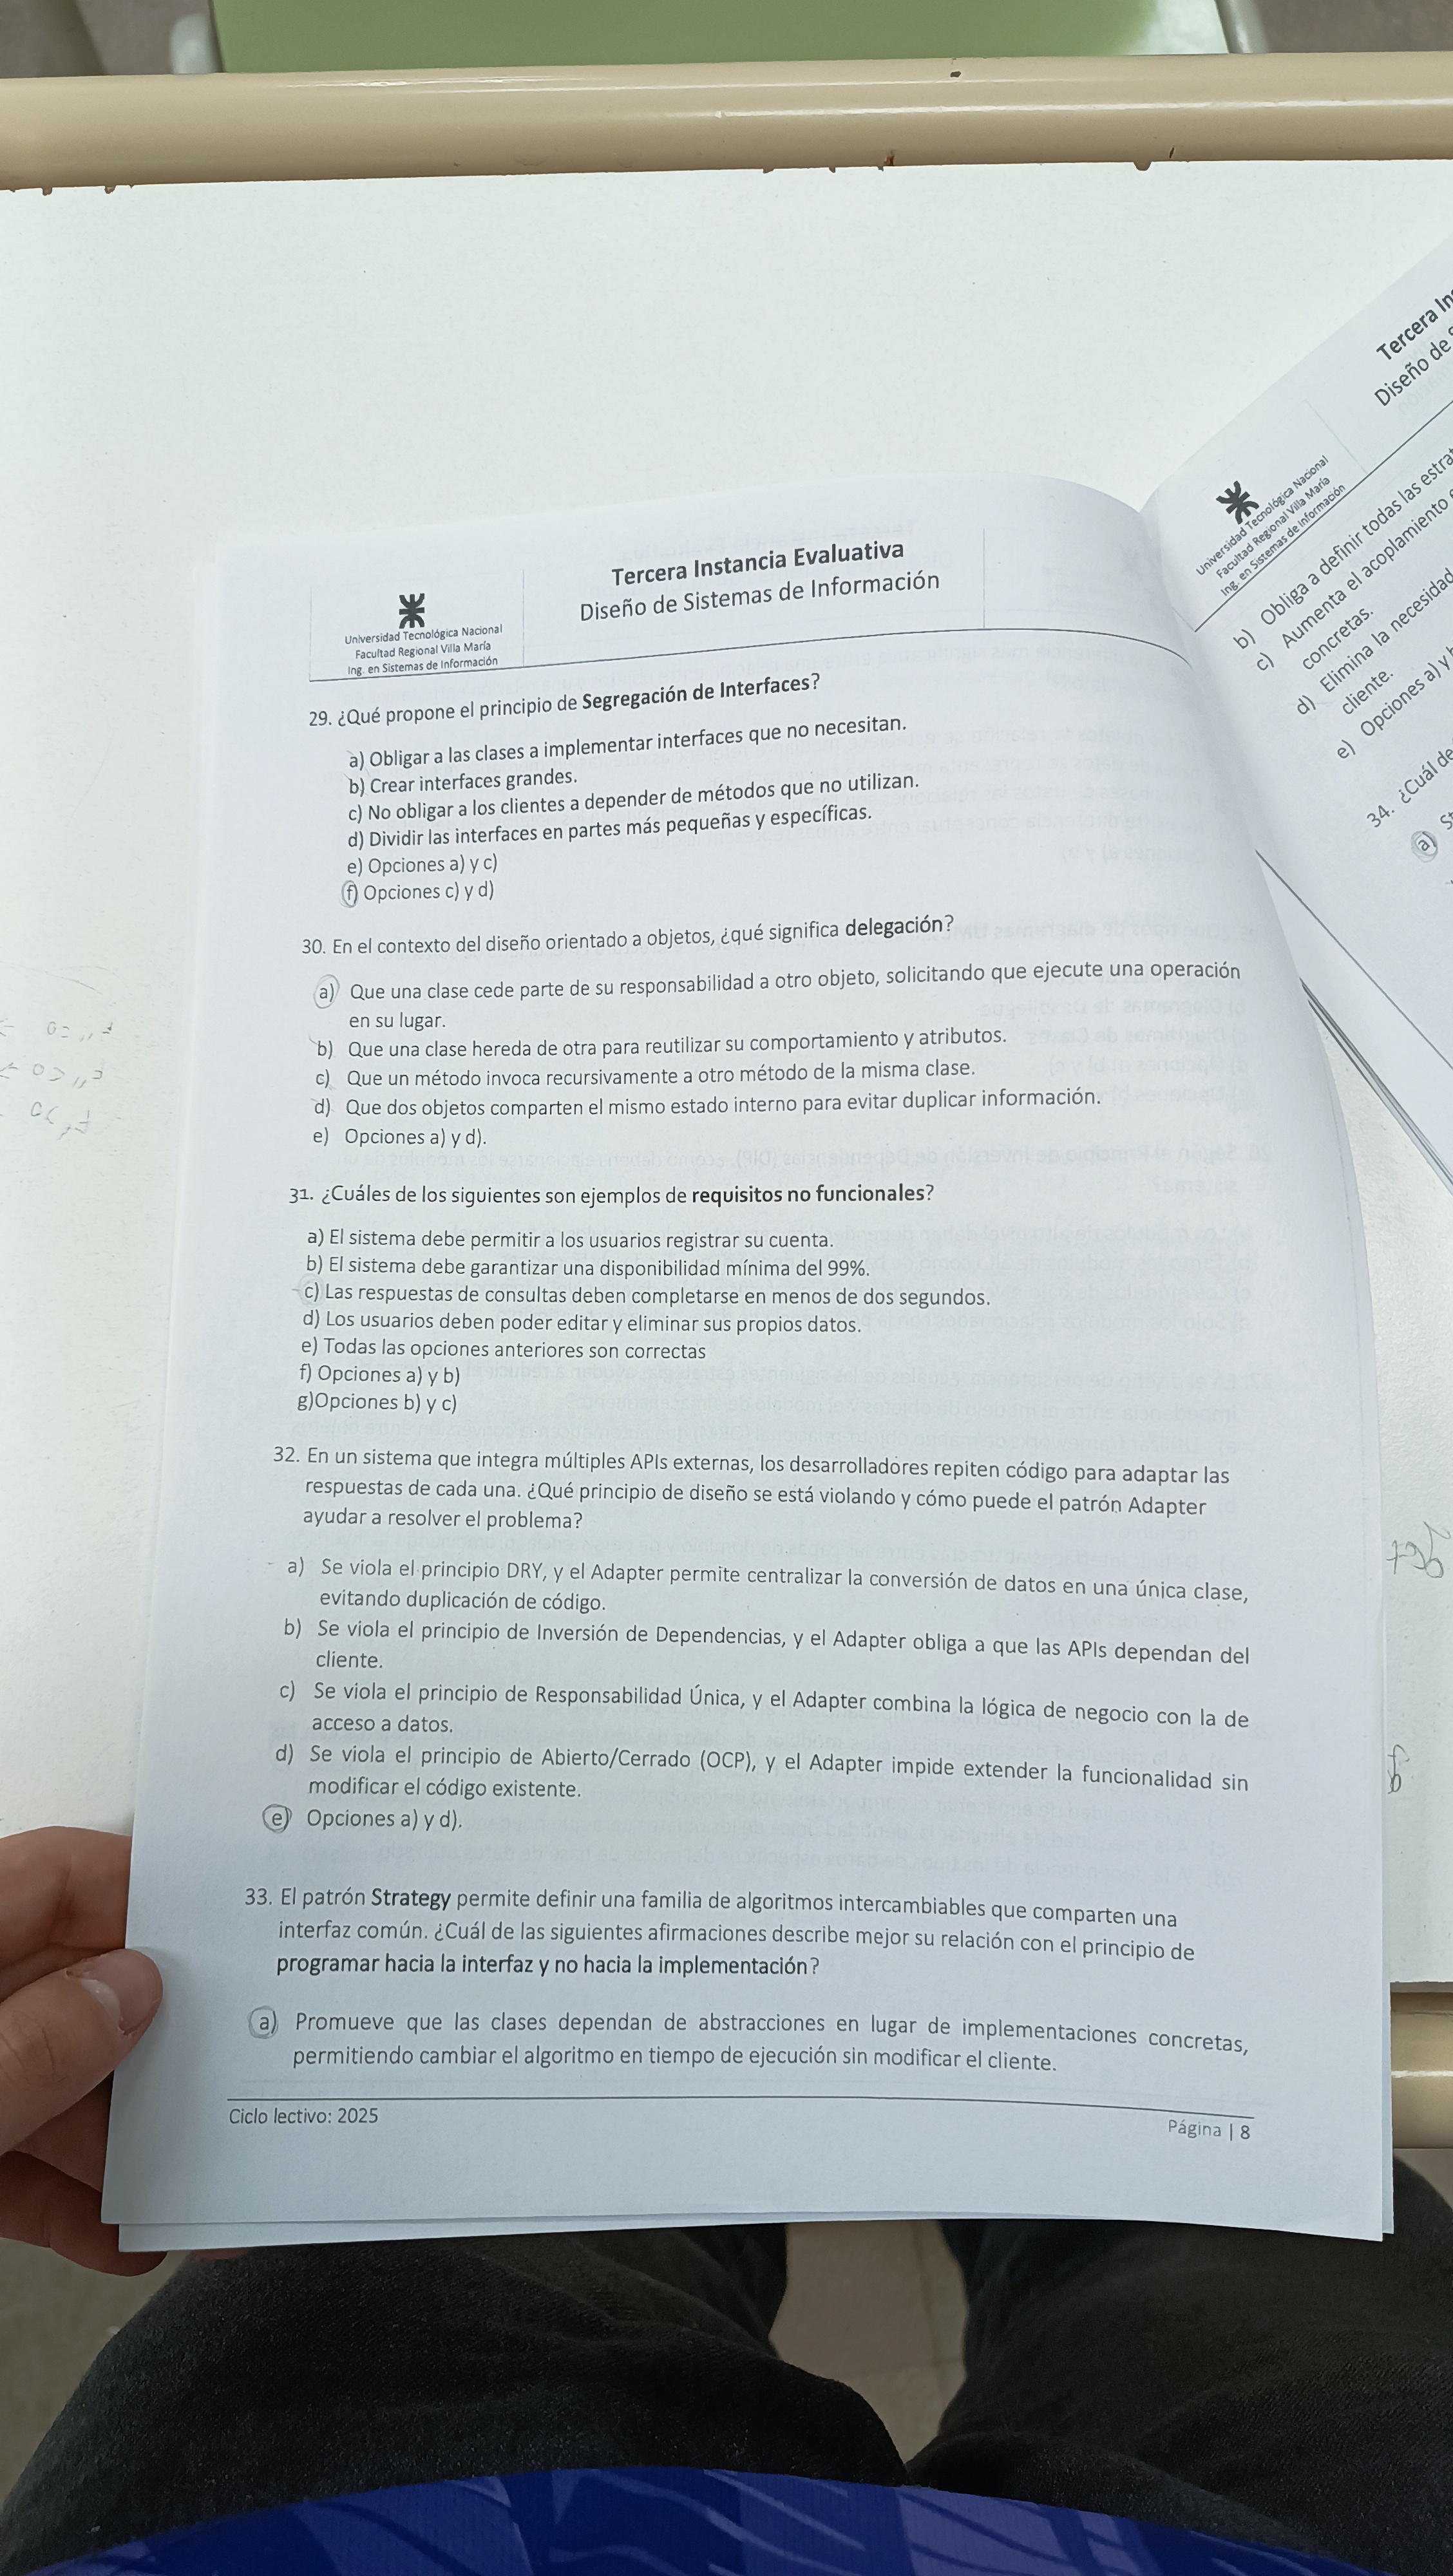 Universidad Tecnológica Nacional
Facultad Regional Villa María
Ing. en Sistemas de Información
Tercera Instancia Evaluativa
Diseño de Sistemas de Información
29. ¿Qué propone el principio de Segregación de Interfaces?
a) Obligar a las clases a implementar interfaces que no necesitan.
b) Crear interfaces grandes.
c) No obligar a los clientes a depender de métodos que no utilizan.
d) Dividir las interfaces en partes más pequeñas y específicas.
e) Opciones a) y c)
f) Opciones c) y d)
30. En el contexto del diseño orientado a objetos, ¿qué significa delegación?
a) Que una clase cede parte de su responsabilidad a otro objeto, solicitando que ejecute una operación
en su lugar.
b) Que una clase hereda de otra para reutilizar su comportamiento y atributos.
c) Que un método invoca recursivamente a otro método de la misma clase.
d) Que dos objetos comparten el mismo estado interno para evitar duplicar información.
e) Opciones a) y d).
31. ¿Cuáles de los siguientes son ejemplos de requisitos no funcionales?
a) El sistema debe permitir a los usuarios registrar su cuenta.
b) El sistema debe garantizar una disponibilidad mínima del 99%.
c) Las respuestas de consultas deben completarse en menos de dos segundos.
d) Los usuarios deben poder editar y eliminar sus propios datos.
e) Todas las opciones anteriores son correctas
f) Opciones a) y b)
g)Opciones b) y c)
32. En un sistema que integra múltiples APIs externas, los desarrolladores repiten código para adaptar las
respuestas de cada una. ¿Qué principio de diseño se está violando y cómo puede el patrón Adapter
ayudar a resolver el problema?
a) Se viola el principio DRY, y el Adapter permite centralizar la conversión de datos en una única clase,
evitando duplicación de código.
b) Se viola el principio de Inversión de Dependencias, y el Adapter obliga a que las APIs dependan del
cliente.
c) Se viola el principio de Responsabilidad Única, y el Adapter combina la lógica de negocio con la de
acceso a datos.
d) Se viola el principio de Abierto/Cerrado (OCP), y el Adapter impide extender la funcionalidad sin
modificar el código existente.
e) Opciones a) y d).
33. El patrón Strategy permite definir una familia de algoritmos intercambiables que comparten una
interfaz común. ¿Cuál de las siguientes afirmaciones describe mejor su relación con el principio de
programar hacia la interfaz y no hacia la implementación?
a) Promueve que las clases dependan de abstracciones en lugar de implementaciones concretas,
permitiendo cambiar el algoritmo en tiempo de ejecución sin modificar el cliente.
Ciclo lectivo: 2025
Página | 8
Universidad Tecnológica Nacional
Facultad Regional Villa María
Ing. en Sistemas de Información
Tercera
Diseño de
b) Obliga a definir todas las
c) Aumenta el acoplamiento
concretas.
d) Elimina la necesidad
cliente.
e) Opciones a) y
34. ¿Cuál de
a)